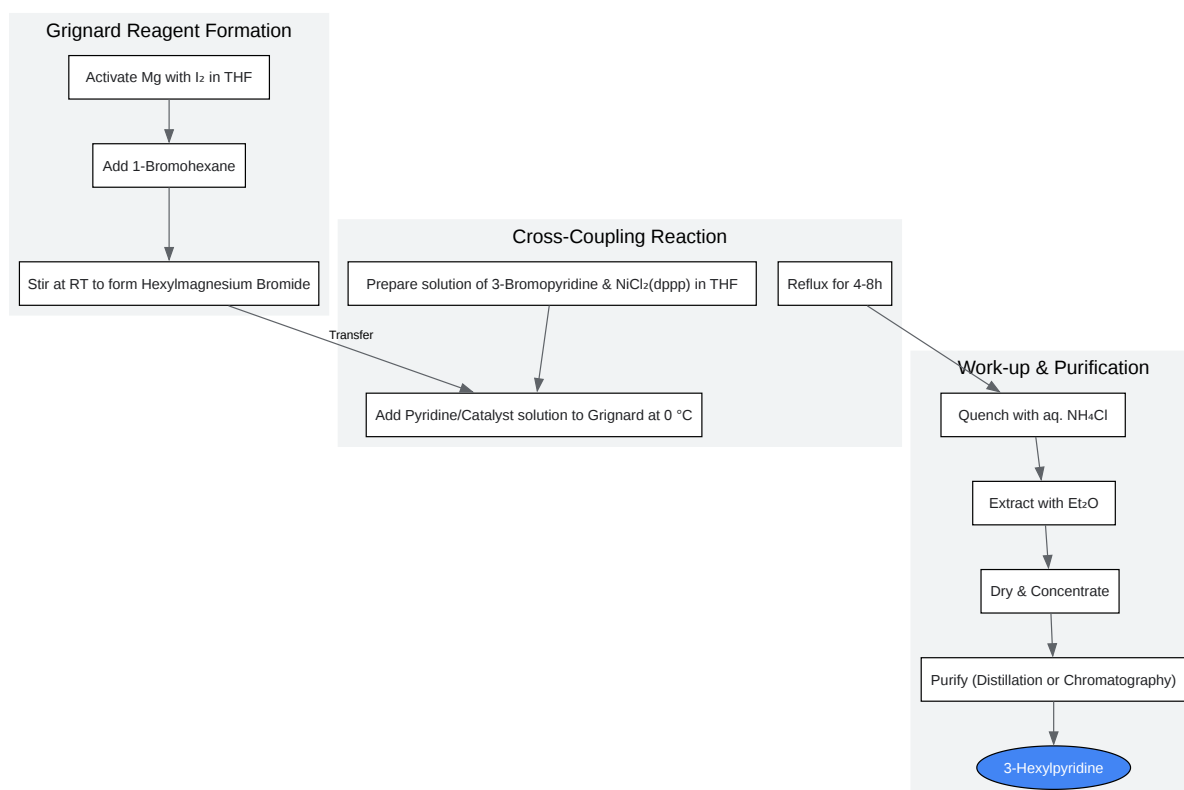 Grignard Reagent Formation
Activate Mg with I₂ in THF
Add 1-Bromohexane
Stir at RT to form Hexylmagnesium Bromide
Transfer
Cross-Coupling Reaction
Prepare solution of 3-Bromopyridine & NiCl₂(dppp) in THF
Reflux for 4-8h
Add Pyridine/Catalyst solution to Grignard at 0 °C
Work-up & Purification
Quench with aq. NH₄Cl
Extract with Et₂O
Dry & Concentrate
Purify (Distillation or Chromatography)
3-Hexylpyridine